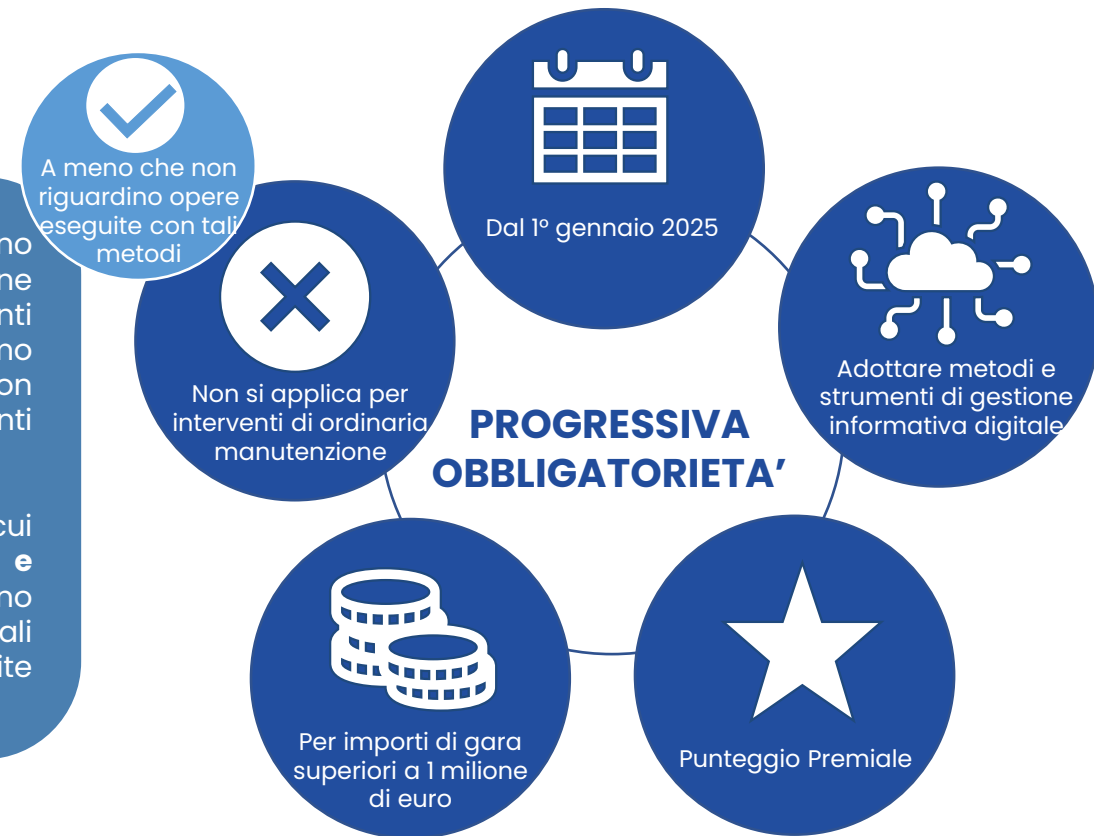 A meno che non
riguardino opere
eseguite con tali
metodi
Dal 1° gennaio 2025
Adottare metodi e
strumenti di gestione
informativa digitale
Non si applica per
interventi di ordinaria
manutenzione
PROGRESSIVA
OBBLIGATORIETA’
Per importi di gara
superiori a 1 milione
di euro
Punteggio Premiale
e